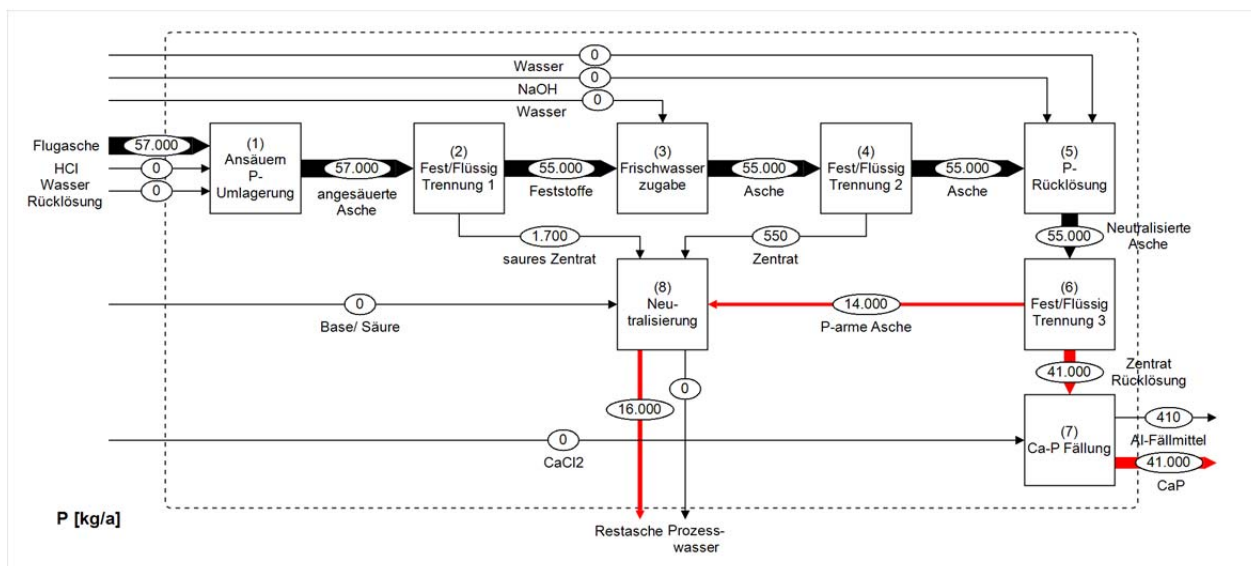 0
Wasser
0
NaOH
0
Wasser
Flugasche
57.000
HCl
0
Wasser
Rücklösung
0
(1)
Ansäuern
P-
Umlagerung
57.000
angesäuerte
Asche
(2)
Fest/Flüssig
Trennung 1
55.000
Feststoffe
(3)
Frischwasser
zugabe
55.000
Asche
(4)
Fest/Flüssig
Trennung 2
55.000
Asche
(5)
P-
Rücklösung
1.700
saures Zentrat
550
Zentrat
55.000
Neutralisierte
Asche
0
Base/ Säure
(8)
Neu-
tralisierung
14.000
P-arme Asche
(6)
Fest/Flüssig
Trennung 3
41.000
Zentrat
Rücklösung
16.000
0
0
CaCl2
(7)
Ca-P Fällung
410
Al-Fällmittel
41.000
CaP
P [kg/a]
Restasche
Prozess-
wasser